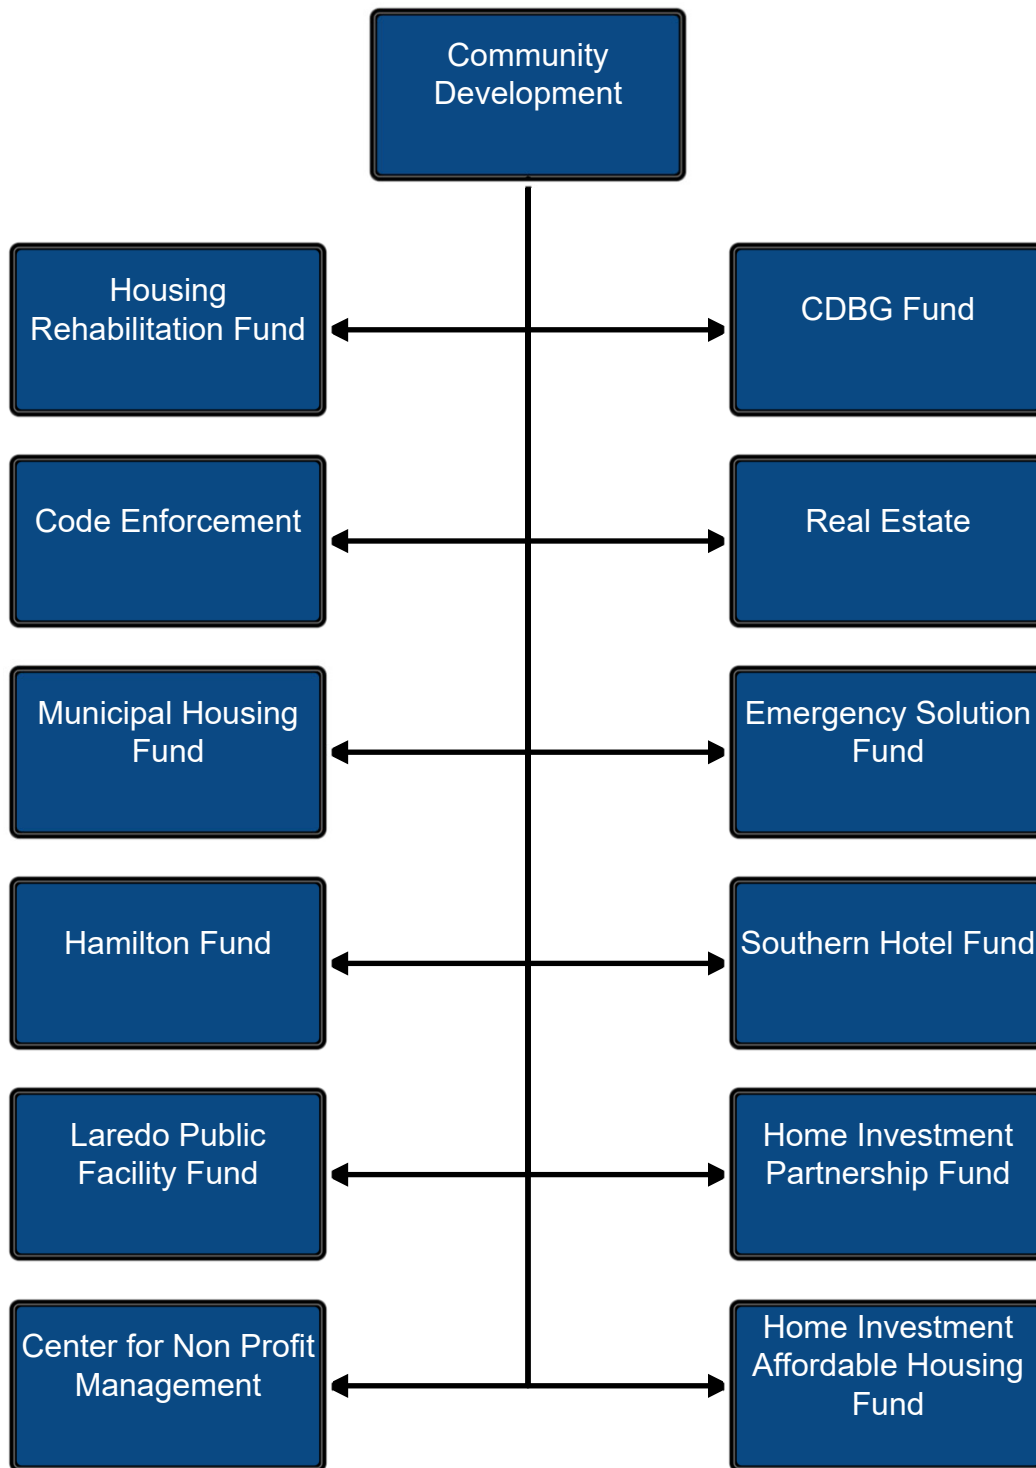 Community
Development
Housing
Rehabilitation Fund
CDBG Fund
Code Enforcement
Real Estate
Municipal Housing
Fund
Emergency Solution
Fund
Hamilton Fund
Southern Hotel Fund
Laredo Public
Facility Fund
Home Investment
Partnership Fund
Center for Non Profit
Management
Home Investment
Affordable Housing
Fund